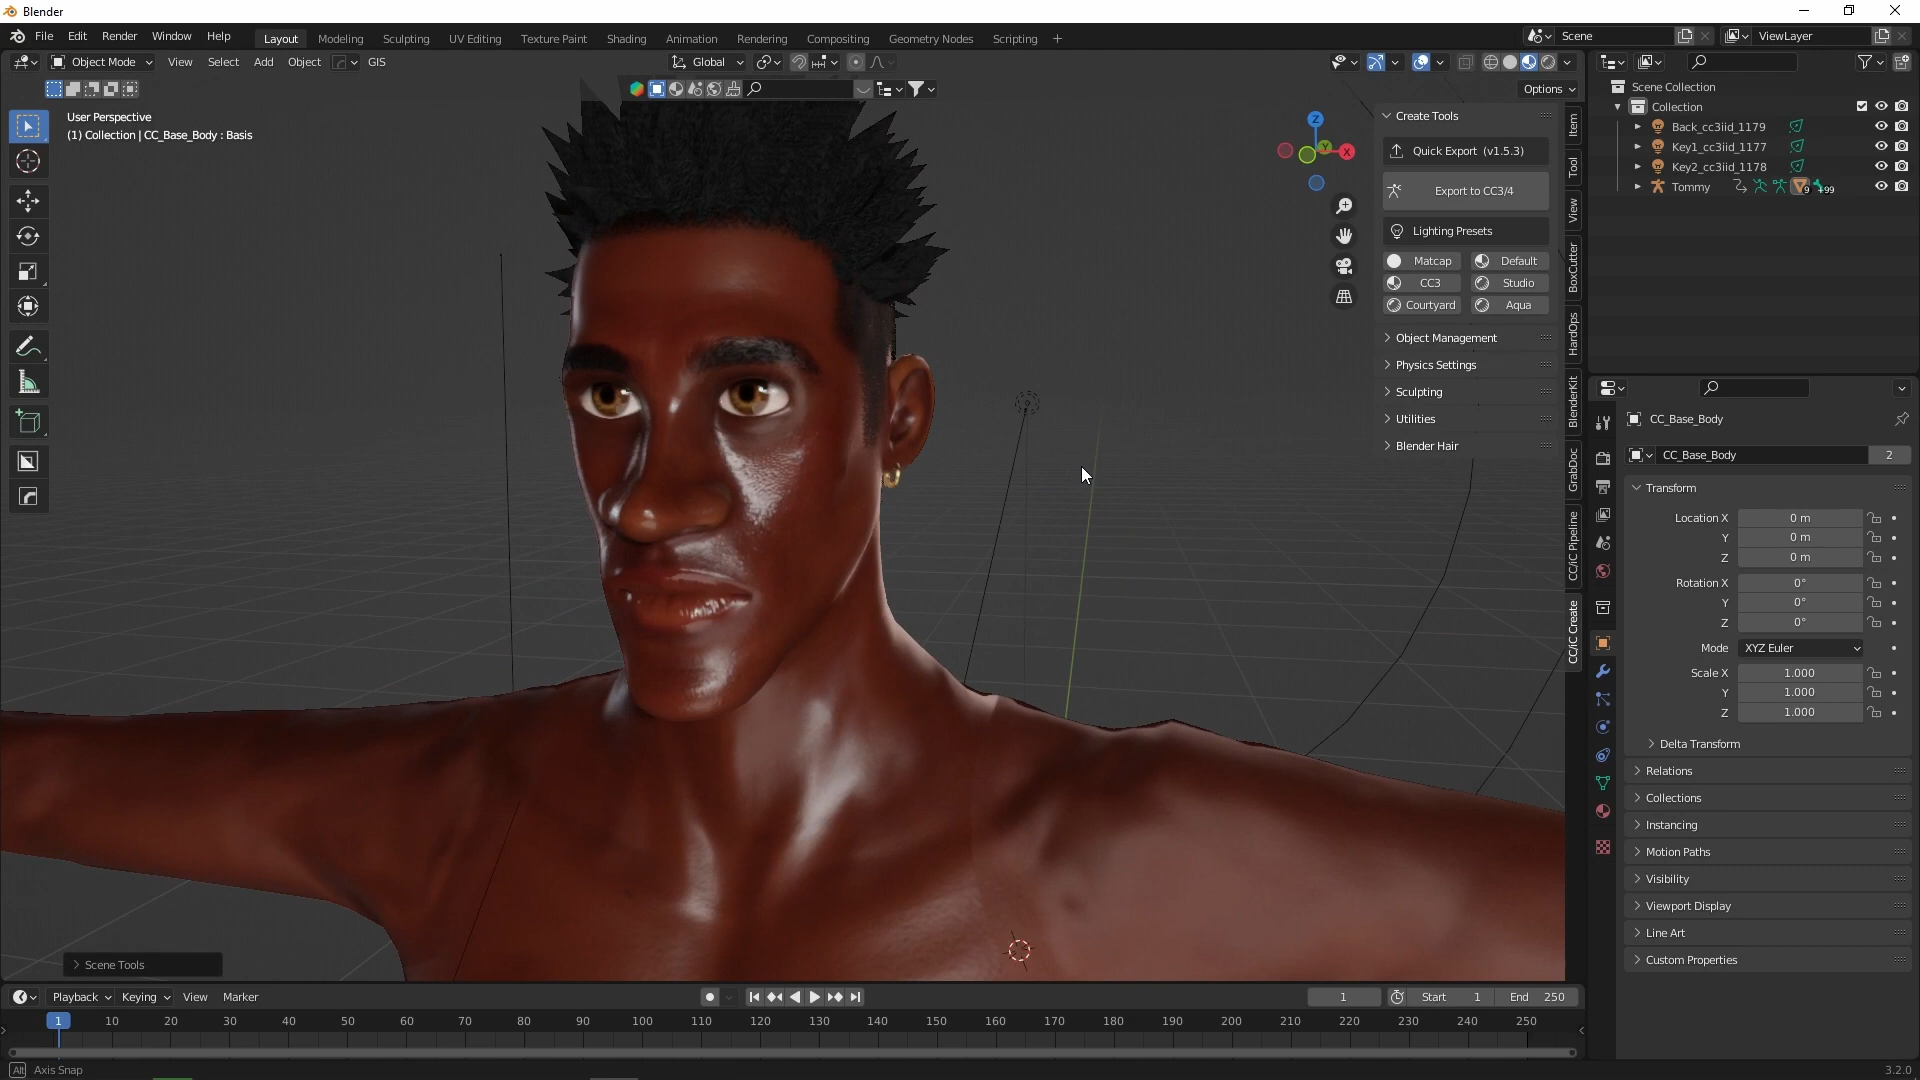 Blender
File Edit Render Window Help
Layout Modeling Sculpting UV Editing Texture Paint Shading Animation Rendering Compositing Geometry Nodes Scripting +
Scene
ViewLayer
Object Mode
View Select Add Object GIS
Global
Options
User Perspective
(1) Collection | CC_Base_Body : Basis
Z
Y
X
Create Tools
Quick Export (v1.5.3)
Export to CC3/4
Lighting Presets
Matcap Default
CC3 Studio
Courtyard Aqua
Object Management
Physics Settings
Sculpting
Utilities
Blender Hair
Item
Tool
View
BoxCutter
HardOps
BlenderKit
GrabDoc
CC/iC Pipeline
CC/iC Create
Scene Collection
Collection
Back_cc3iid_1179
Key1_cc3iid_1177
Key2_cc3iid_1178
Tommy 9 +99
CC_Base_Body
CC_Base_Body 2
Transform
Location X 0 m
Y 0 m
Z 0 m
Rotation X 0°
Y 0°
Z 0°
Mode XYZ Euler
Scale X 1.000
Y 1.000
Z 1.000
Delta Transform
Relations
Collections
Instancing
Motion Paths
Visibility
Viewport Display
Line Art
Custom Properties
Scene Tools
Playback Keying View Marker
1 Start 1 End 250
1 10 20 30 40 50 60 70 80 90 100 110 120 130 140 150 160 170 180 190 200 210 220 230 240 250
Alt Axis Snap
3.2.0